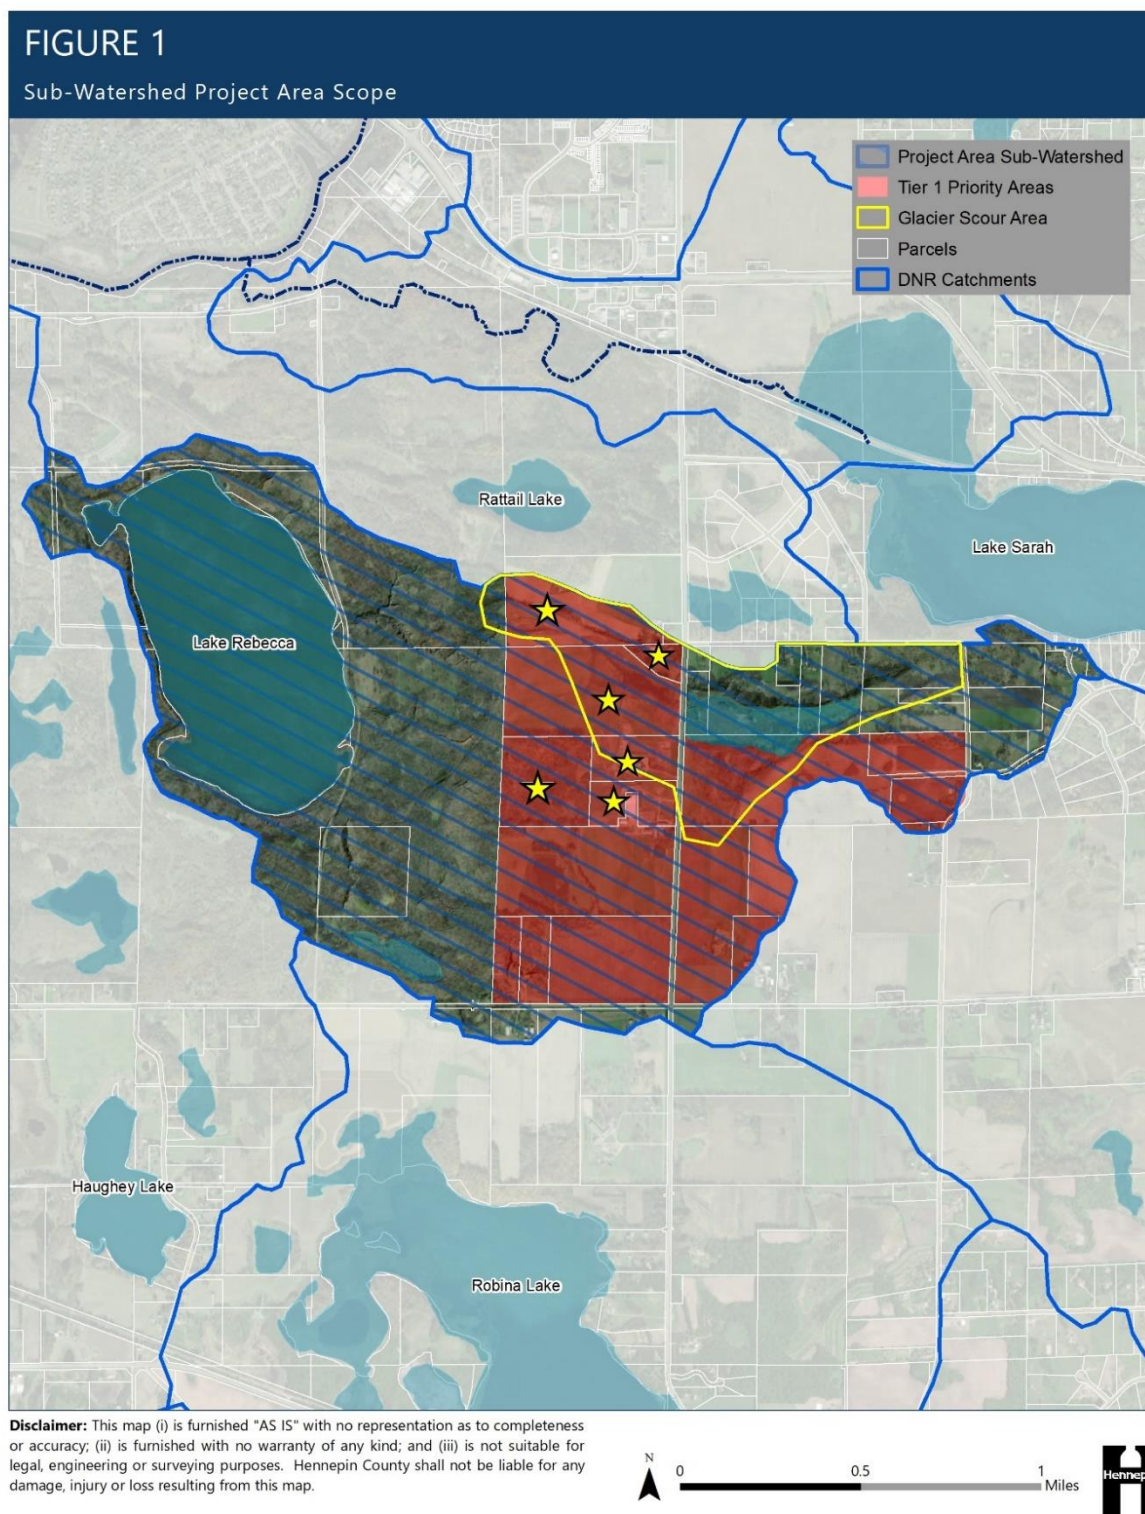 FIGURE 1
Sub-Watershed Project Area Scope
Project Area Sub-Watershed
Tier 1 Priority Areas
Glacier Scour Area
Parcels
DNR Catchments
Rattail Lake
Lake Sarah
Lake Rebecca
Haughey Lake
Robina Lake
Disclaimer: This map (i) is furnished "AS IS" with no representation as to completeness
or accuracy; (ii) is furnished with no warranty of any kind; and (iii) is not suitable for
legal, engineering or surveying purposes. Hennepin County shall not be liable for any
damage, injury or loss resulting from this map.
N
0 0.5 1
Miles
Hennep